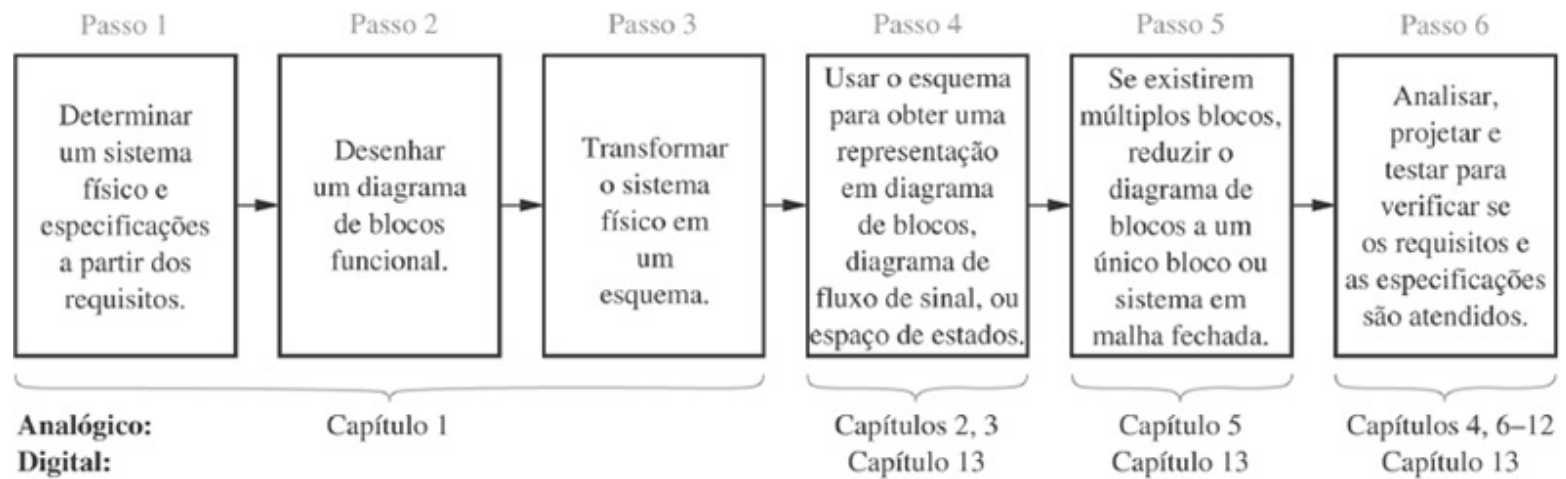 Passo 1
Passo 2
Passo 3
Passo 4
Passo 5
Passo 6
Determinar
um sistema
físico e
especificações
a partir dos
requisitos.
Desenhar
um diagrama
de blocos
funcional.
Transformar
o sistema
físico em
um
esquema.
Usar o esquema
para obter uma
representação
em diagrama
de blocos,
diagrama de
fluxo de sinal, ou
espaço de estados.
Se existirem
múltiplos blocos,
reduzir o
diagrama de
blocos a um
único bloco ou
sistema em
malha fechada.
Analisar,
projetar e
testar para
verificar se
os requisitos e
as especificações
são atendidos.
Analógico:
Capítulo 1
Capítulos 2, 3
Capítulo 5
Capítulos 4, 6–12
Digital:
Capítulo 13
Capítulo 13
Capítulo 13